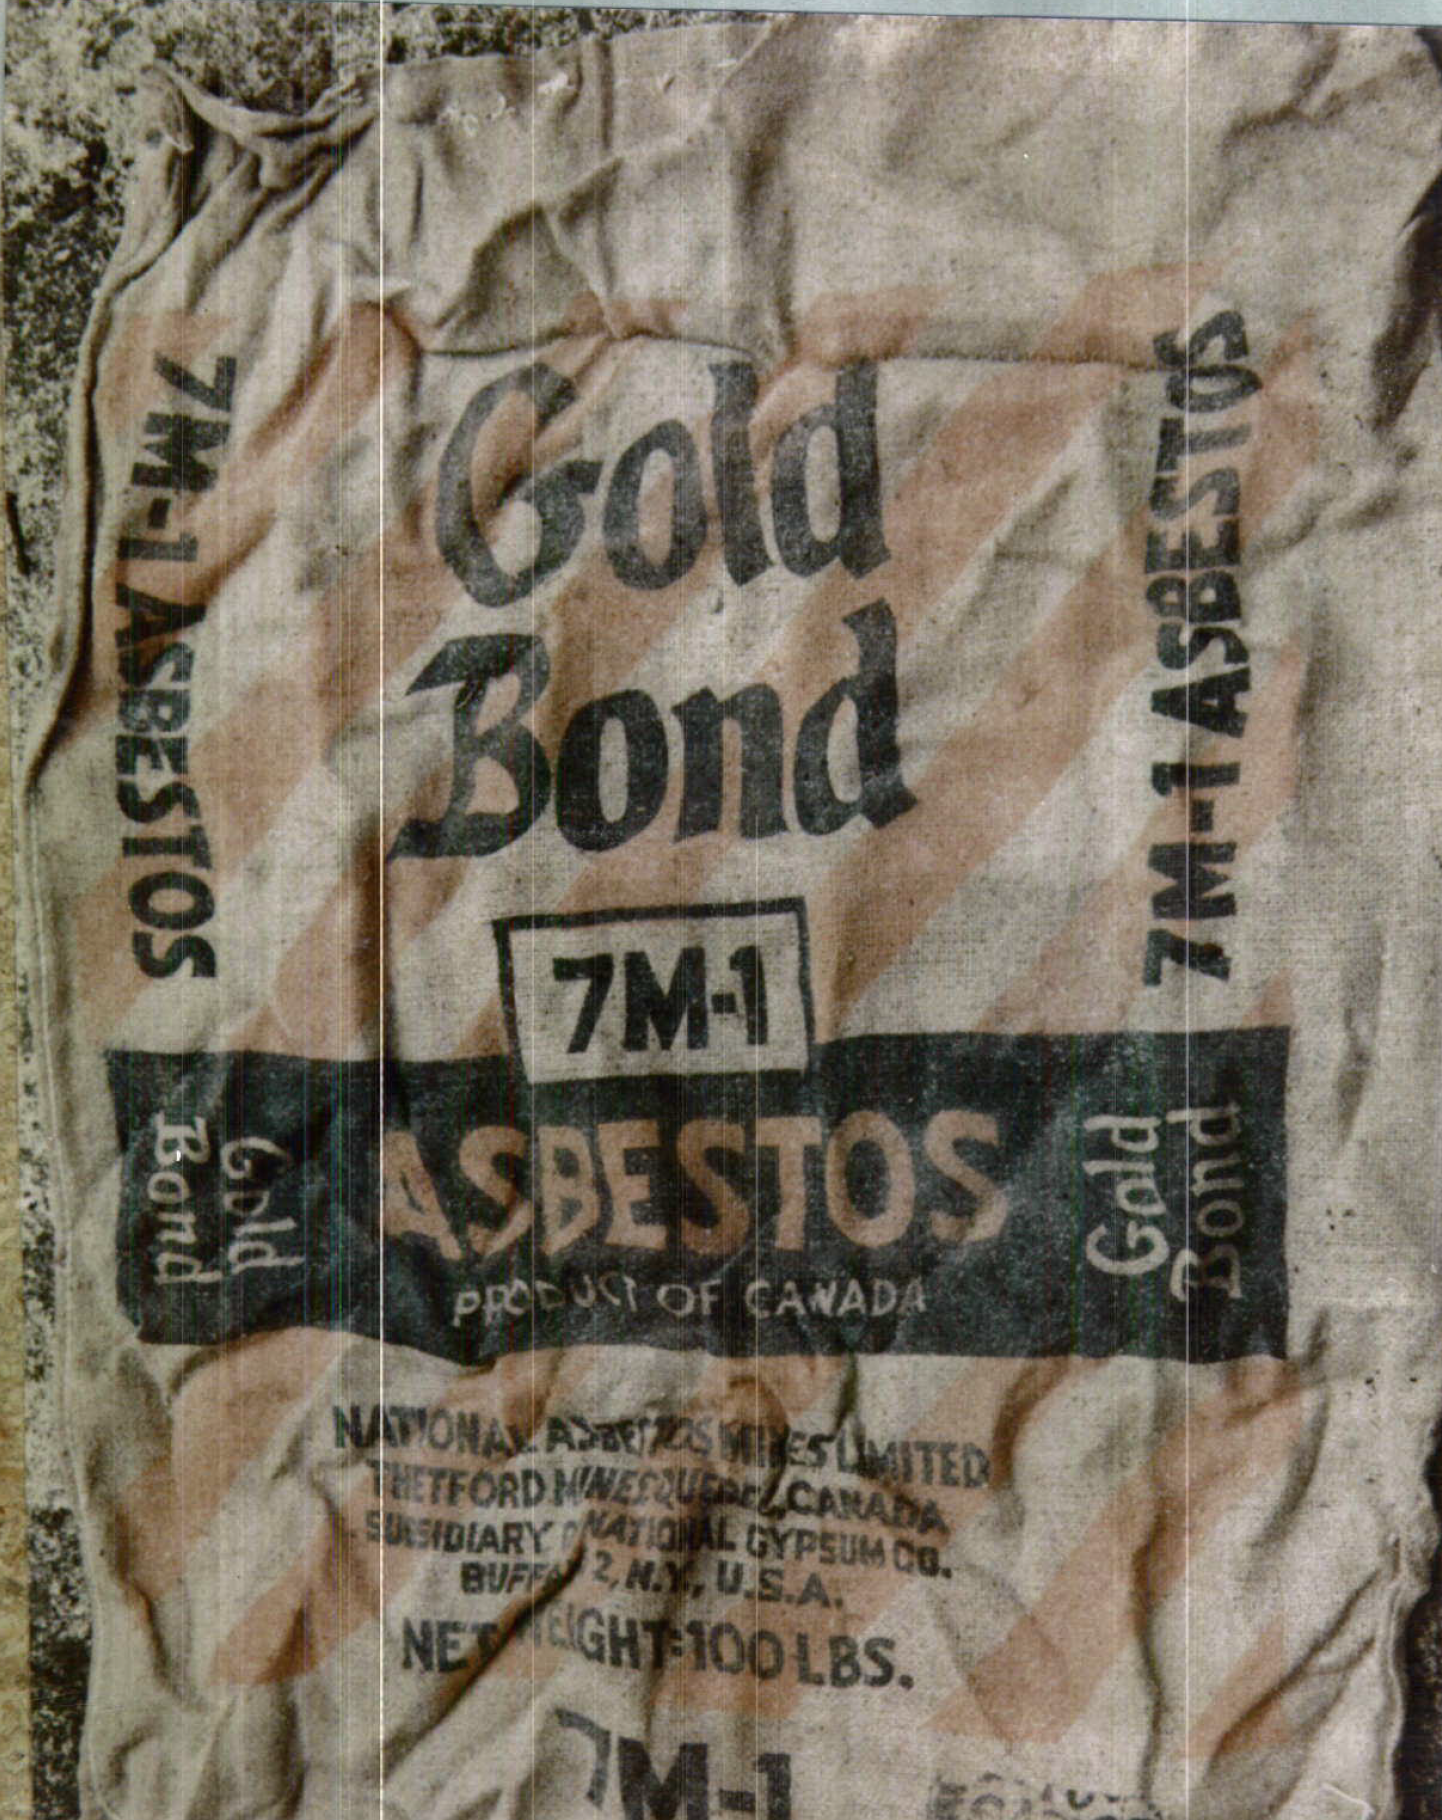 7M-1 ASBESTOS
Gold
Bond
7M-1 ASBESTOS
7M-1
Gold
Bond
ASBESTOS
PRODUCT OF CANADA
Gold
Bond
NATIONAL ASBESTOS MINES LIMITED
THETFORD MINES QUEBEC, CANADA
SUBSIDIARY NATIONAL GYPSUM CO.
BUFFALO 2, N.Y., U.S.A.
NET WEIGHT 100 LBS.
7M-1